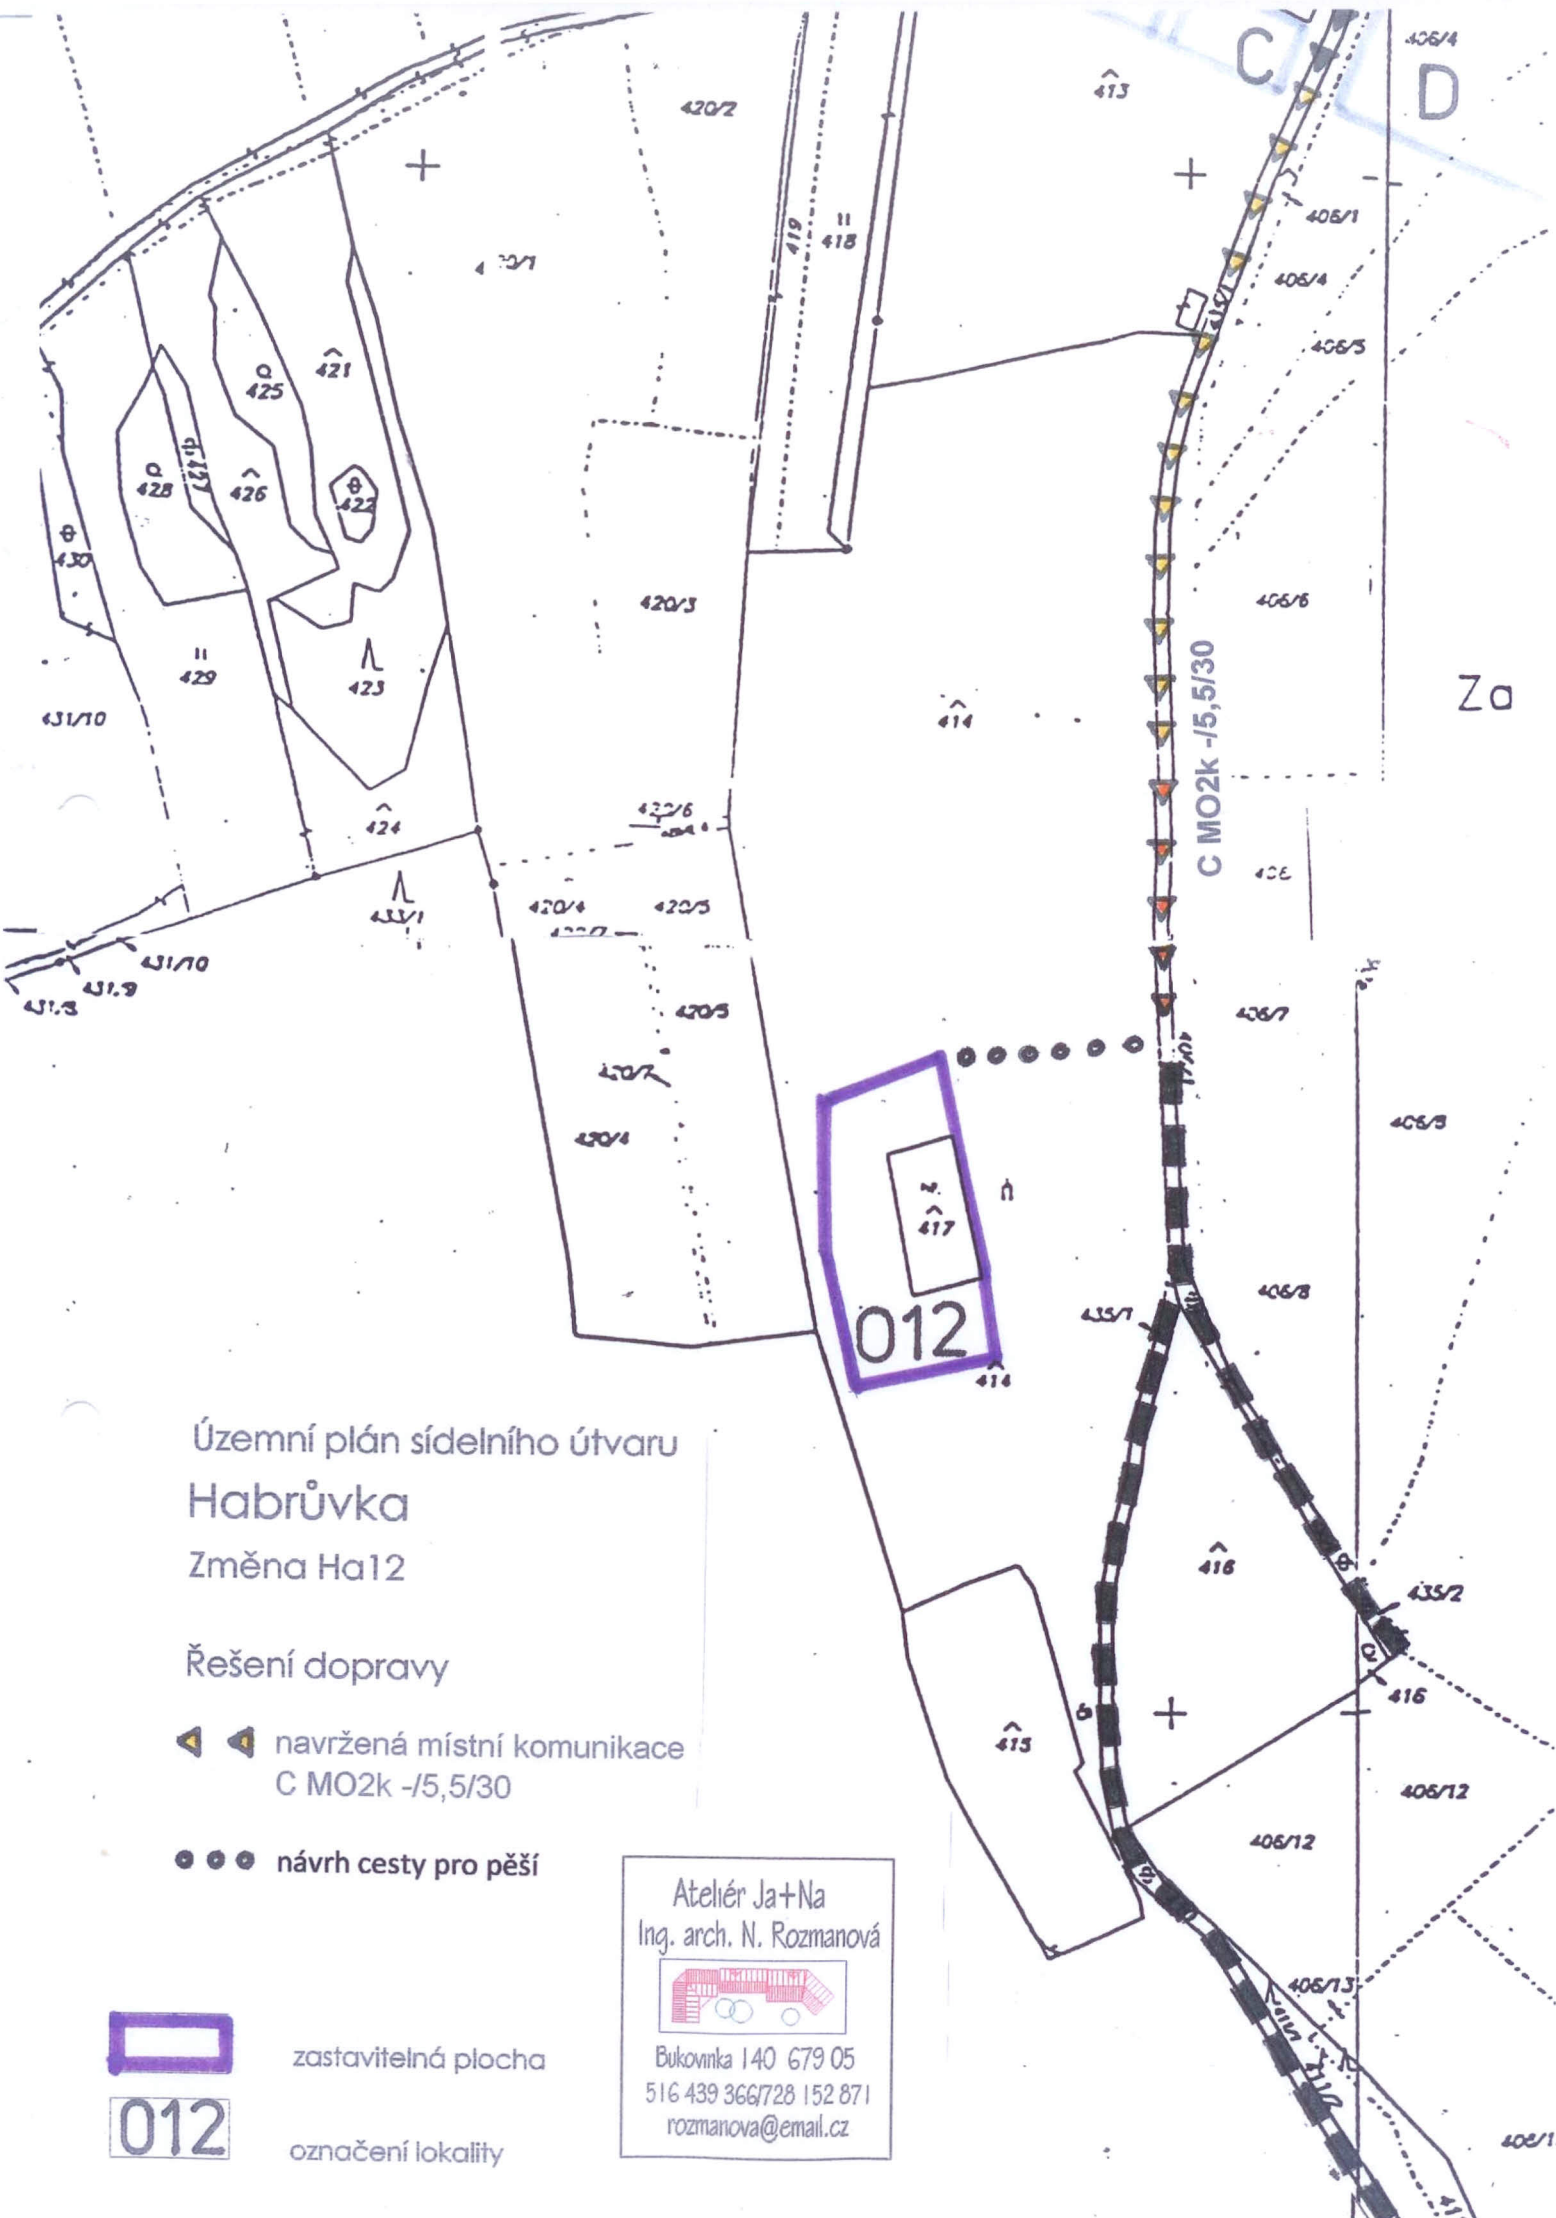 C
D
406/4
413
420/2
406/1
419
418
406/4
435/1
406/5
421
425
428
427
426
422
430
420/3
406/6
429
423
C MO2k -/5,5/30
Za
431/10
414
424
420/4
420/5
433/1
431/10
431/9
420/5
406/7
420/7
420/4
417
012
435/1
406/8
414
Územní plán sídelního útvaru
Habrůvka
Změna Ha12
416
435/2
Řešení dopravy
416
415
navržená místní komunikace
C MO2k -/5,5/30
406/12
406/12
návrh cesty pro pěší
Ateliér Ja+Na
Ing. arch. N. Rozmanová
406/13
Bukovinka 140 679 05
516 439 366/728 152 871
rozmanova@email.cz
zastavitelná plocha
012
označení lokality